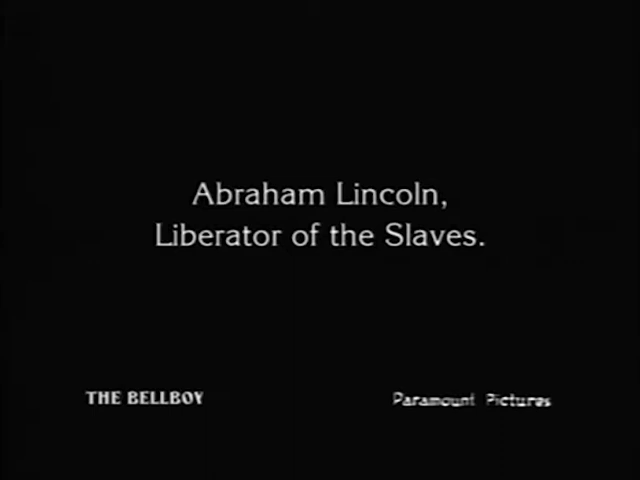 Abraham Lincoln,
Liberator of the Slaves.
THE BELLBOY
Paramount Pictures